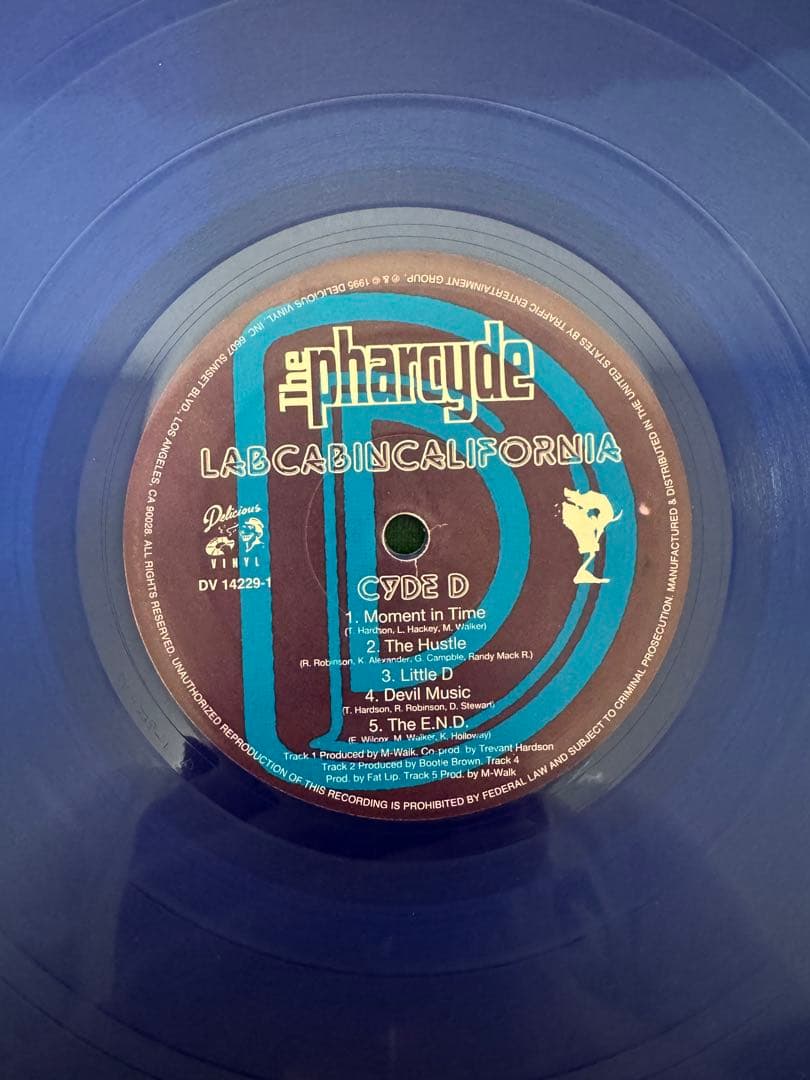 The pharcyde
LABCABINCALIFORNIA
Delicious
VINYL
DV 14229-1
CYDE D
1. Moment in Time
(T. Hardson, L. Hackey, M. Walker)
2. The Hustle
(R. Robinson, K. Alexander, G. Campble, Randy Mack R.)
3. Little D
4. Devil Music
(T. Hardson, R. Robinson, D. Stewart)
5. The E.N.D.
(E. Wilcox, M. Walker, K. Holloway)
Track 1 Produced by M-Walk. Co-prod. by Trevant Hardson
Track 2 Produced by Bootie Brown. Track 4
Prod. by Fat Lip. Track 5 Prod. by M-Walk
℗ & © 1995 DELICIOUS VINYL, INC. 6607 SUNSET BLVD., LOS ANGELES, CA 90028. ALL RIGHTS RESERVED. UNAUTHORIZED REPRODUCTION OF THIS RECORDING IS PROHIBITED BY FEDERAL LAW AND SUBJECT TO CRIMINAL PROSECUTION. MANUFACTURED & DISTRIBUTED IN THE UNITED STATES BY TRAFFIC ENTERTAINMENT GROUP.